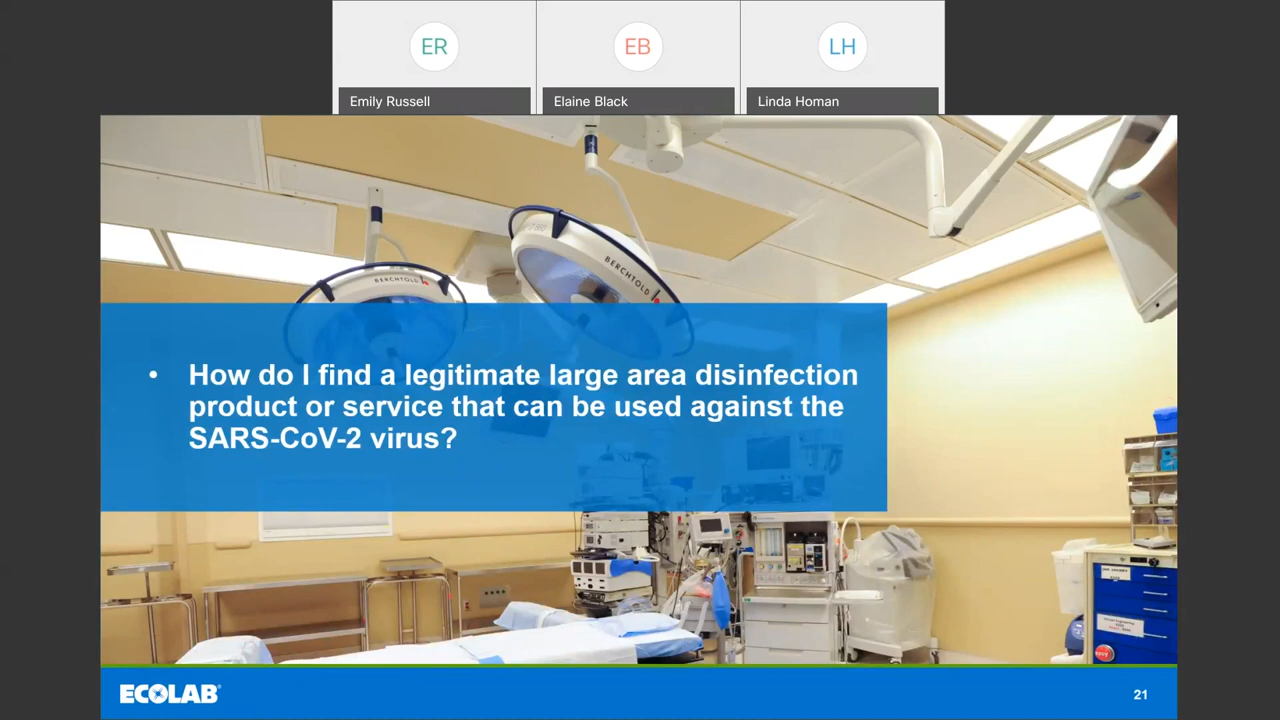 ER
EB
LH
Emily Russell
Elaine Black
Linda Homan
BERCHTOLD
BERCHTOLD
• How do I find a legitimate large area disinfection
product or service that can be used against the
SARS-CoV-2 virus?
ECOLAB®
21